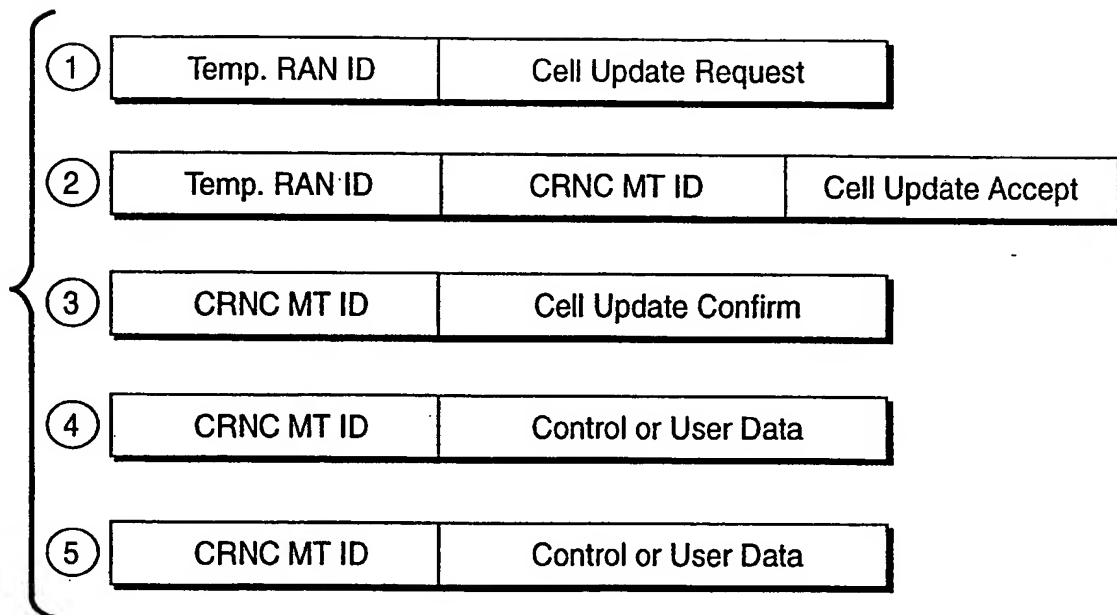 1 Temp. RAN ID Cell Update Request
2 Temp. RAN ID CRNC MT ID Cell Update Accept
3 CRNC MT ID Cell Update Confirm
4 CRNC MT ID Control or User Data
5 CRNC MT ID Control or User Data